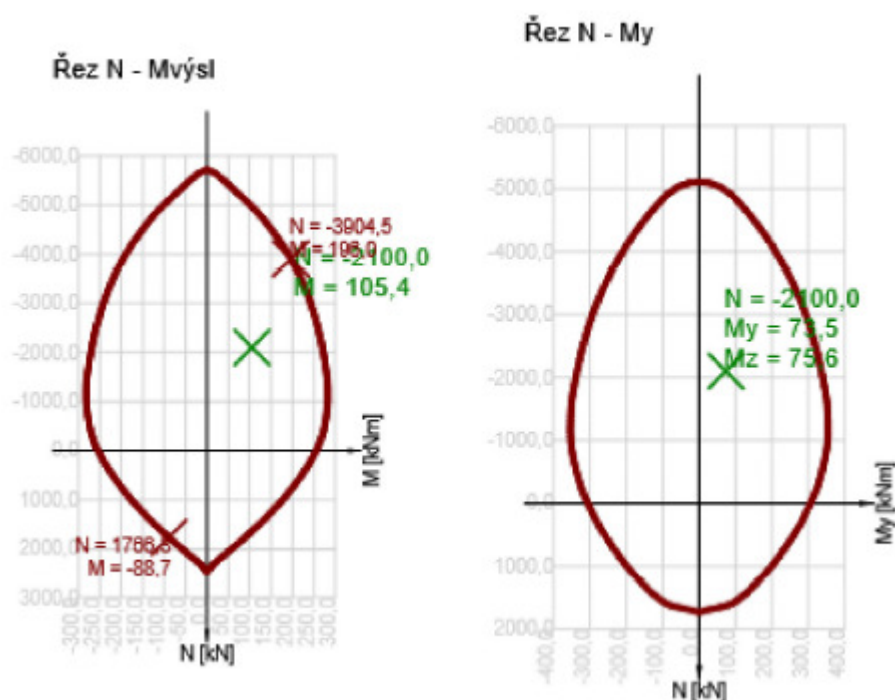 Řez N - Mvýsl
-6000,0
-5000,0
-4000,0
-3000,0
-2000,0
-1000,0
0,0
1000,0
2000,0
3000,0
N = -3904,5
M = 196,0
N = -2100,0
M = 105,4
M = -88,7
-300,0
-250,0
-200,0
-150,0
-100,0
-50,0
0,0
50,0
100,0
150,0
200,0
250,0
300,0
M [kNm]
N [kN]
Řez N - My
-6000,0
-5000,0
-4000,0
-3000,0
-2000,0
-1000,0
0,0
1000,0
2000,0
N = -2100,0
My = 73,5
Mz = 75,6
-400,0
-300,0
-200,0
-100,0
0,0
100,0
200,0
300,0
400,0
My [kNm]
N [kN]